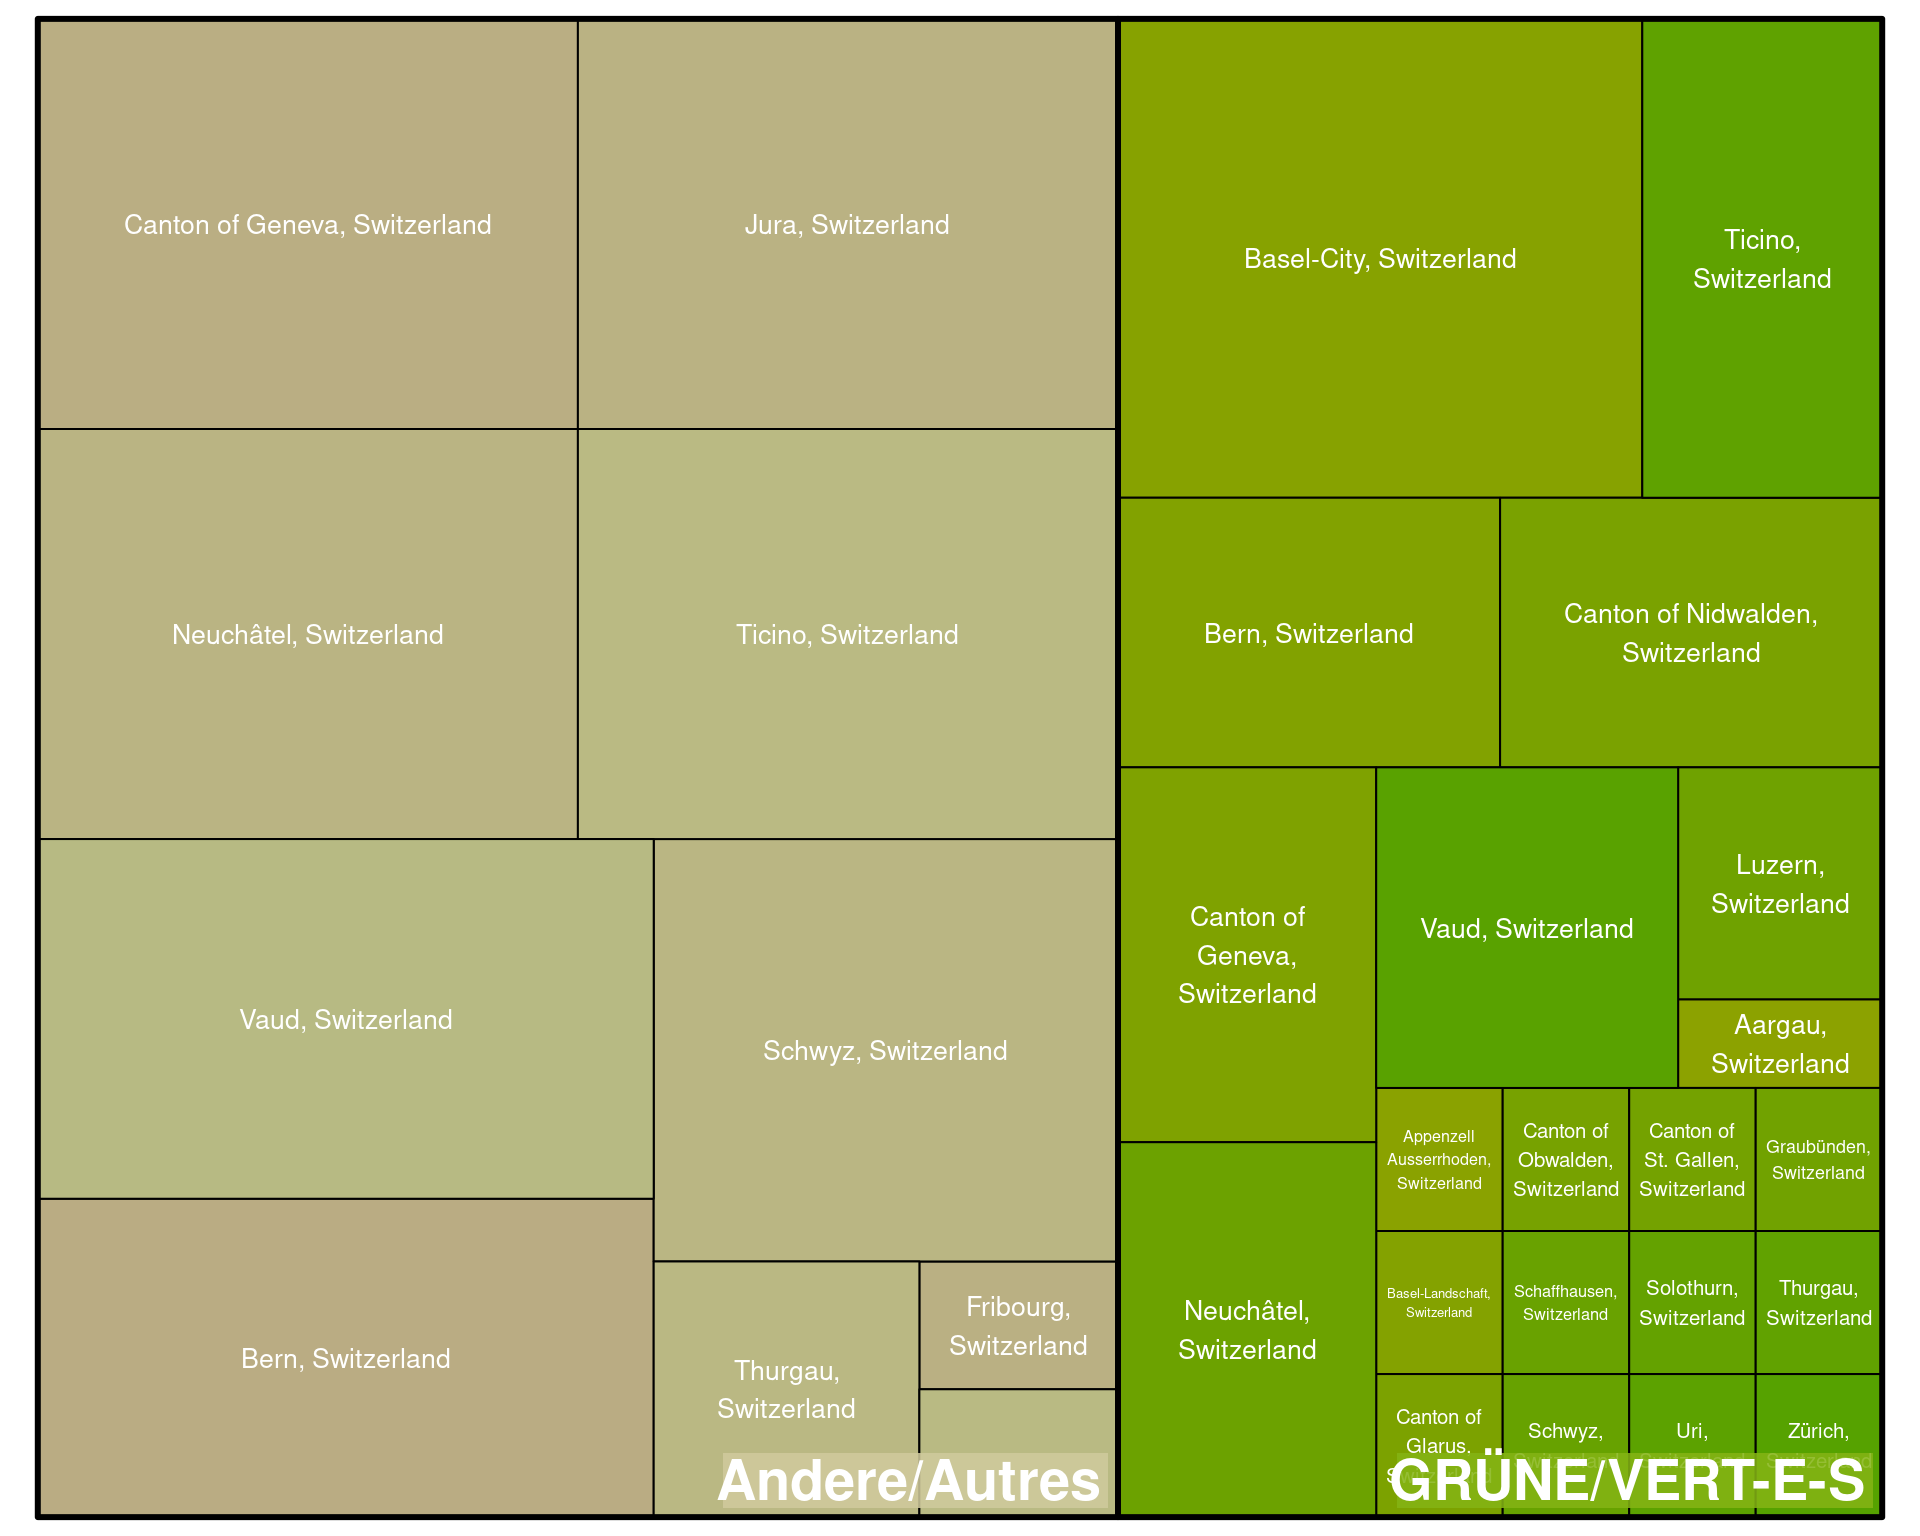 Canton of Geneva, Switzerland
Jura, Switzerland
Neuchâtel, Switzerland
Ticino, Switzerland
Vaud, Switzerland
Schwyz, Switzerland
Bern, Switzerland
Thurgau,
Switzerland
Fribourg,
Switzerland
Andere/Autres
Basel-City, Switzerland
Ticino,
Switzerland
Bern, Switzerland
Canton of Nidwalden,
Switzerland
Canton of
Geneva,
Switzerland
Vaud, Switzerland
Luzern,
Switzerland
Aargau,
Switzerland
Neuchâtel,
Switzerland
Appenzell
Ausserrhoden,
Switzerland
Canton of
Obwalden,
Switzerland
Canton of
St. Gallen,
Switzerland
Graubünden,
Switzerland
Basel-Landschaft,
Switzerland
Schaffhausen,
Switzerland
Solothurn,
Switzerland
Thurgau,
Switzerland
Canton of
Glarus,
Schwyz,
Uri,
Zürich,
GRÜNE/VERT-E-S